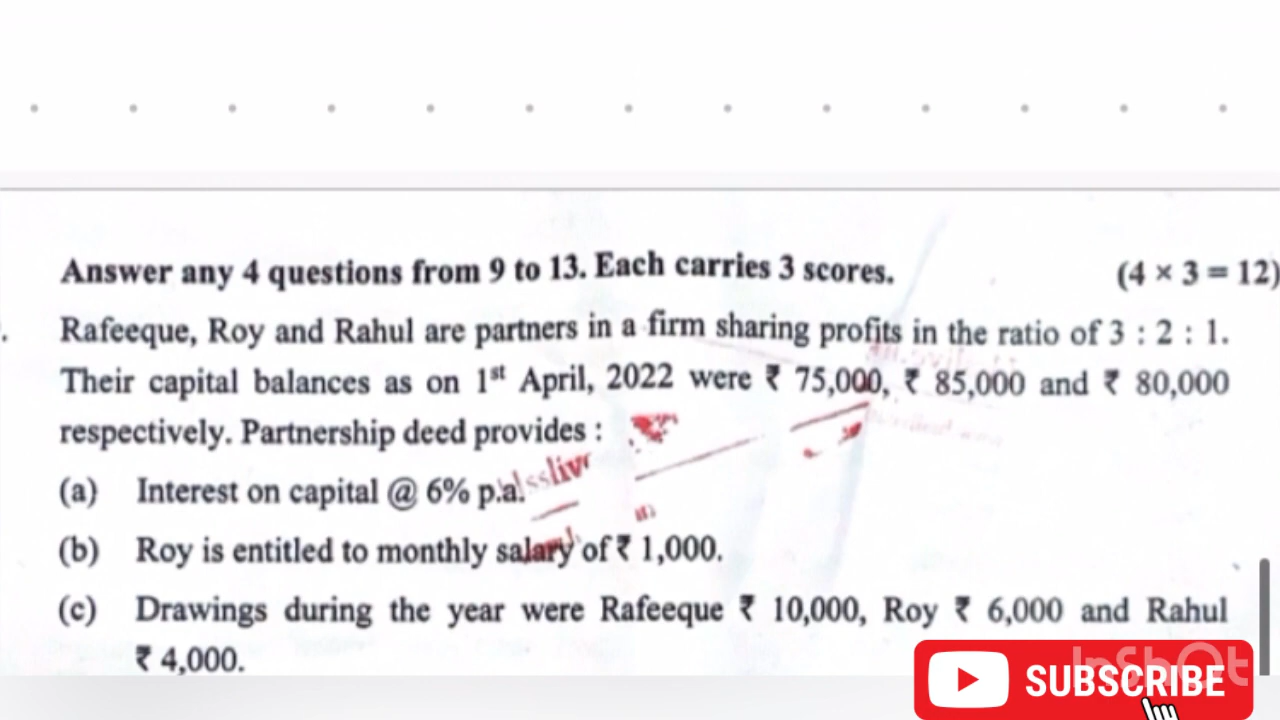 Answer any 4 questions from 9 to 13. Each carries 3 scores. (4 × 3 = 12)
Rafeeque, Roy and Rahul are partners in a firm sharing profits in the ratio of 3 : 2 : 1.
Their capital balances as on 1st April, 2022 were ₹ 75,000, ₹ 85,000 and ₹ 80,000
respectively. Partnership deed provides :
(a) Interest on capital @ 6% p.a.
(b) Roy is entitled to monthly salary of ₹ 1,000.
(c) Drawings during the year were Rafeeque ₹ 10,000, Roy ₹ 6,000 and Rahul
₹ 4,000.
InShOt
SUBSCRIBE